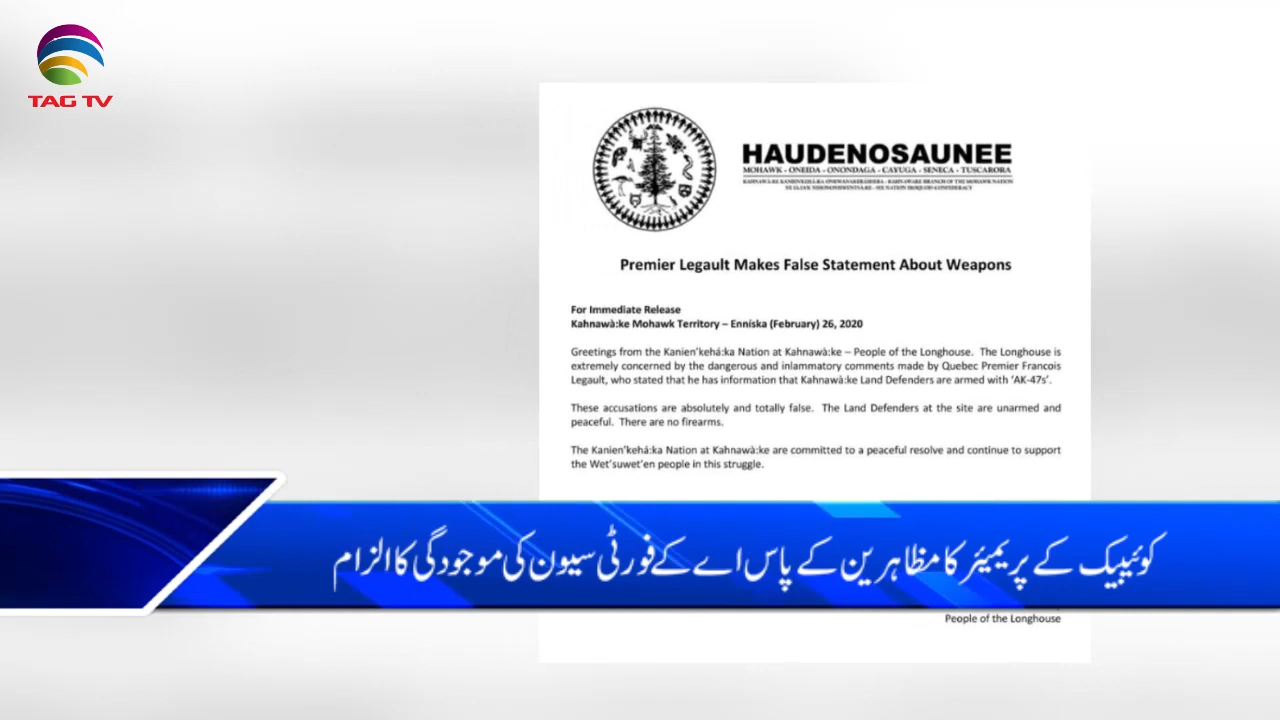 TAG TV
HAUDENOSAUNEE
MOHAWK - ONEIDA - ONONDAGA - CAYUGA - SENECA - TUSCARORA
Premier Legault Makes False Statement About Weapons
For Immediate Release
Kahnawà:ke Mohawk Territory – Enníska (February) 26, 2020
Greetings from the Kanien'kehá:ka Nation at Kahnawà:ke – People of the Longhouse. The Longhouse is
extremely concerned by the dangerous and inlammatory comments made by Quebec Premier Francois
Legault, who stated that he has information that Kahnawà:ke Land Defenders are armed with 'AK-47s'.
These accusations are absolutely and totally false. The Land Defenders at the site are unarmed and
peaceful. There are no firearms.
The Kanien'kehá:ka Nation at Kahnawà:ke are committed to a peaceful resolve and continue to support
the Wet'suwet'en people in this struggle.
کوئیبیک کے پریمیئر کا مظاہرین کے پاس اے کے فورٹی سیون کی موجودگی کا الزام
People of the Longhouse